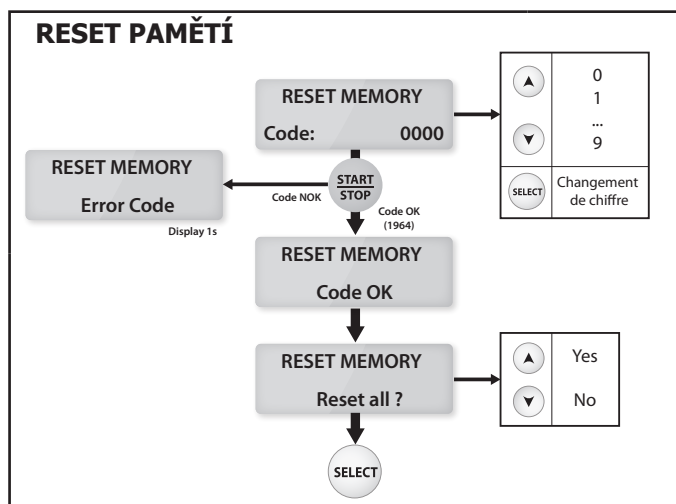 RESET PAMĚTÍ
RESET MEMORY
Code: 0000
0
1
...
9
SELECT
Changement
de chiffre
START
STOP
Code NOK
RESET MEMORY
Error Code
Display 1s
Code OK
(1964)
RESET MEMORY
Code OK
RESET MEMORY
Reset all ?
Yes
No
SELECT